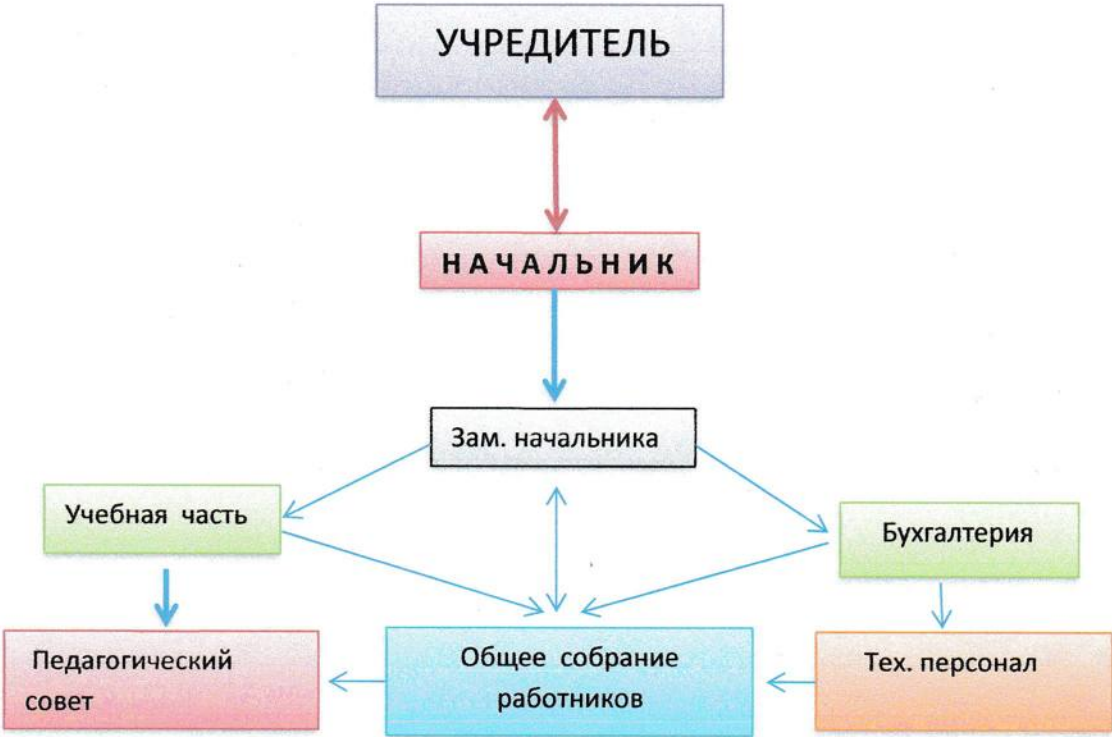 УЧРЕДИТЕЛЬ
НАЧАЛЬНИК
Зам. начальника
Учебная часть
Бухгалтерия
Педагогический
совет
Общее собрание
работников
Тех. персонал